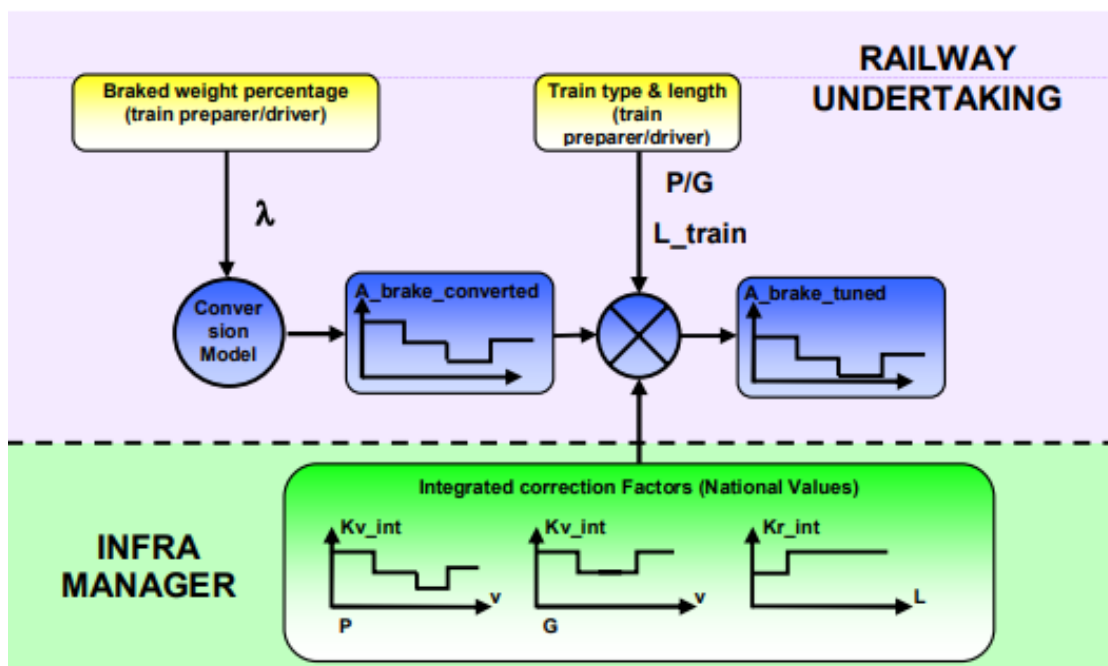 RAILWAY
UNDERTAKING
Braked weight percentage
(train preparer/driver)
Train type & length
(train
preparer/driver)
P/G
L_train
λ
Conver
sion
Model
A_brake_converted
A_brake_tuned
INFRA
MANAGER
Integrated correction Factors (National Values)
Kv_int
v
P
Kv_int
v
G
Kr_int
L